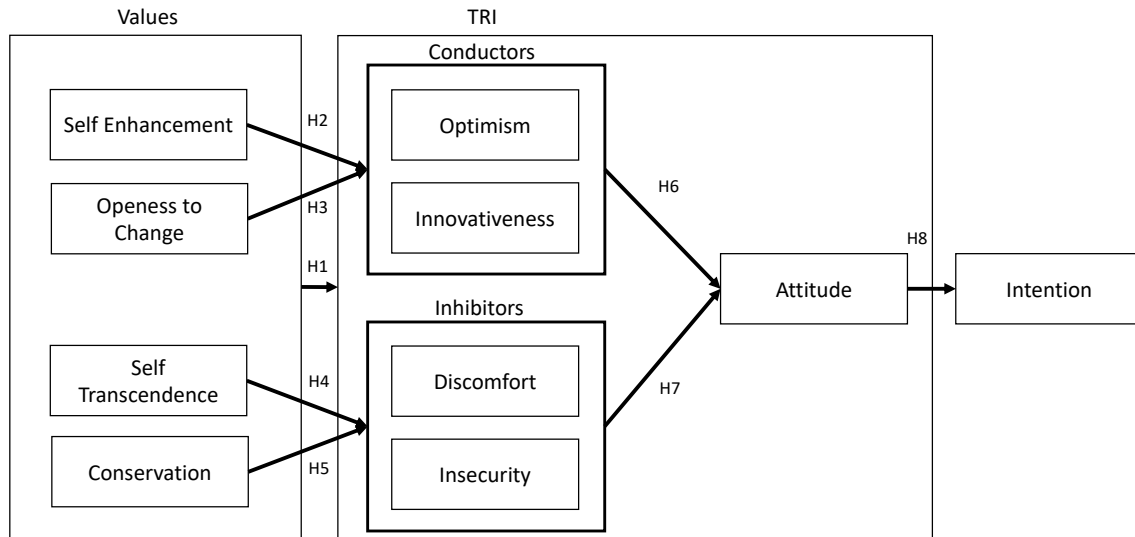 Values
TRI
Conductors
Self Enhancement
H2
Optimism
Openess to
Change
H3
Innovativeness
H6
H1
Attitude
H8
Intention
Inhibitors
Self
Transcendence
H4
Discomfort
H7
Conservation
H5
Insecurity